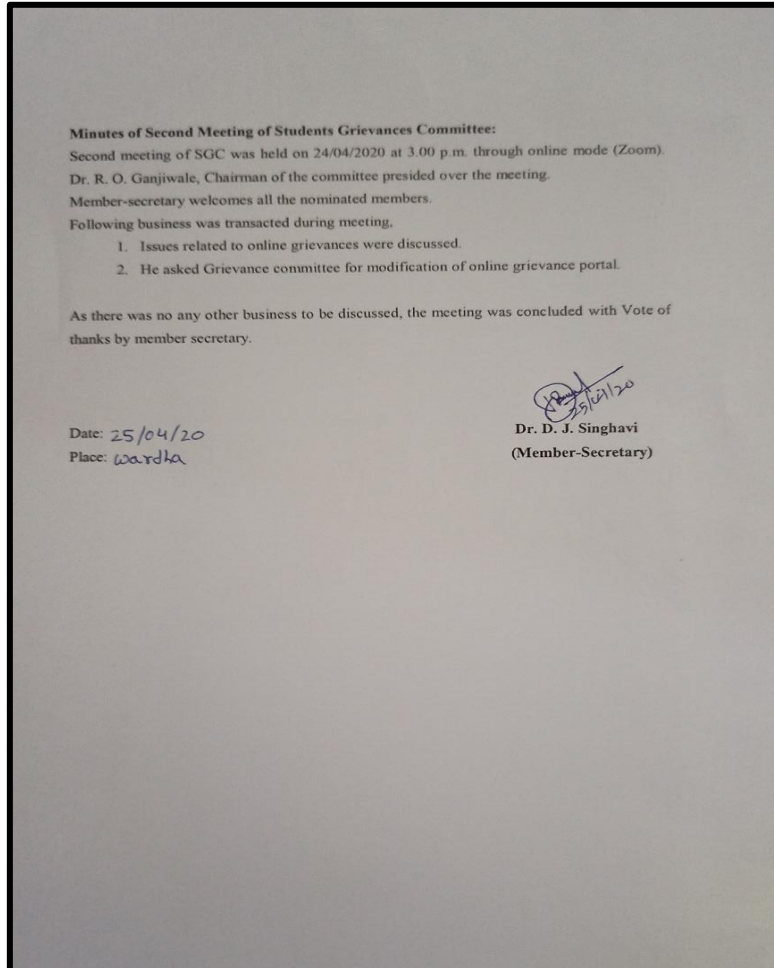 Minutes of Second Meeting of Students Grievances Committee:
Second meeting of SGC was held on 24/04/2020 at 3.00 p.m. through online mode (Zoom).
Dr. R. O. Ganjiwale, Chairman of the committee presided over the meeting.
Member-secretary welcomes all the nominated members.
Following business was transacted during meeting,
1. Issues related to online grievances were discussed.
2. He asked Grievance committee for modification of online grievance portal.
As there was no any other business to be discussed, the meeting was concluded with Vote of
thanks by member secretary.
25/04/20
Date: 25/04/20
Dr. D. J. Singhavi
Place: Wardha
(Member-Secretary)